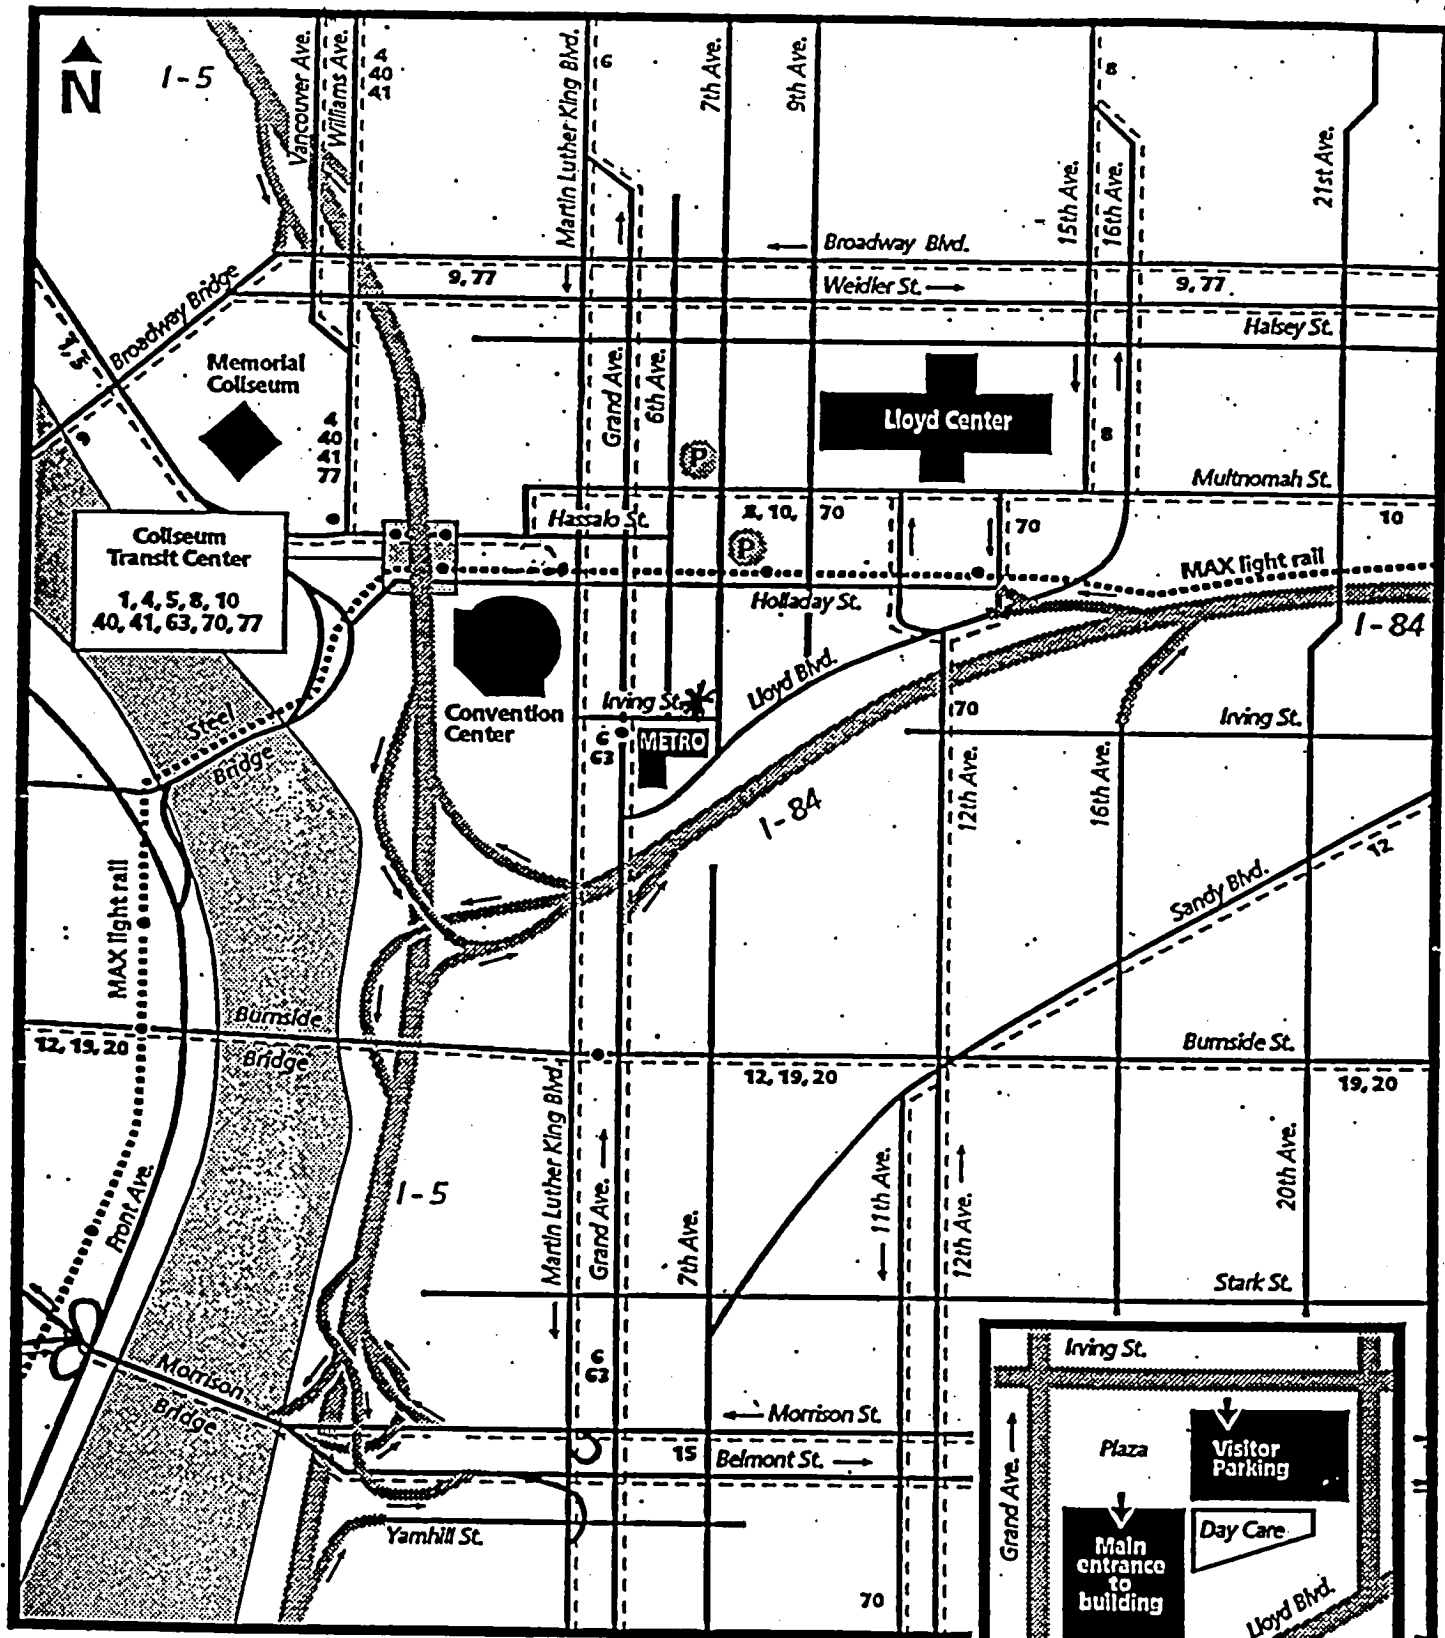 N
I-5
Vancouver Ave.
Williams Ave.
4
40
41
Martin Luther King Blvd.
6
7th Ave.
9th Ave.
8
15th Ave.
16th Ave.
21st Ave.
Broadway Blvd.
9, 77
Weidler St.
9, 77
Halsey St.
Broadway Bridge
1, 5
Memorial
Coliseum
Grand Ave.
6th Ave.
Lloyd Center
4
40
41
77
P
8
Multnomah St.
Hassalo St.
8, 10, 70
70
10
P
MAX light rail
Coliseum
Transit Center
1, 4, 5, 8, 10
40, 41, 63, 70, 77
Holladay St.
I-84
Lloyd Blvd.
Steel
Bridge
Convention
Center
Irving St.
6
63
METRO
70
Irving St.
I-84
12th Ave.
16th Ave.
12
Sandy Blvd.
MAX light rail
Burnside
Bridge
12, 19, 20
Burnside St.
12, 19, 20
19, 20
Front Ave.
I-5
Martin Luther King Blvd.
Grand Ave.
7th Ave.
11th Ave.
12th Ave.
20th Ave.
Stark St.
Morrison
Bridge
6
63
Morrison St.
15
Belmont St.
Yamhill St.
70
Irving St.
Grand Ave.
Plaza
Visitor
Parking
Day Care
Main
entrance
to
building
Lloyd Blvd.